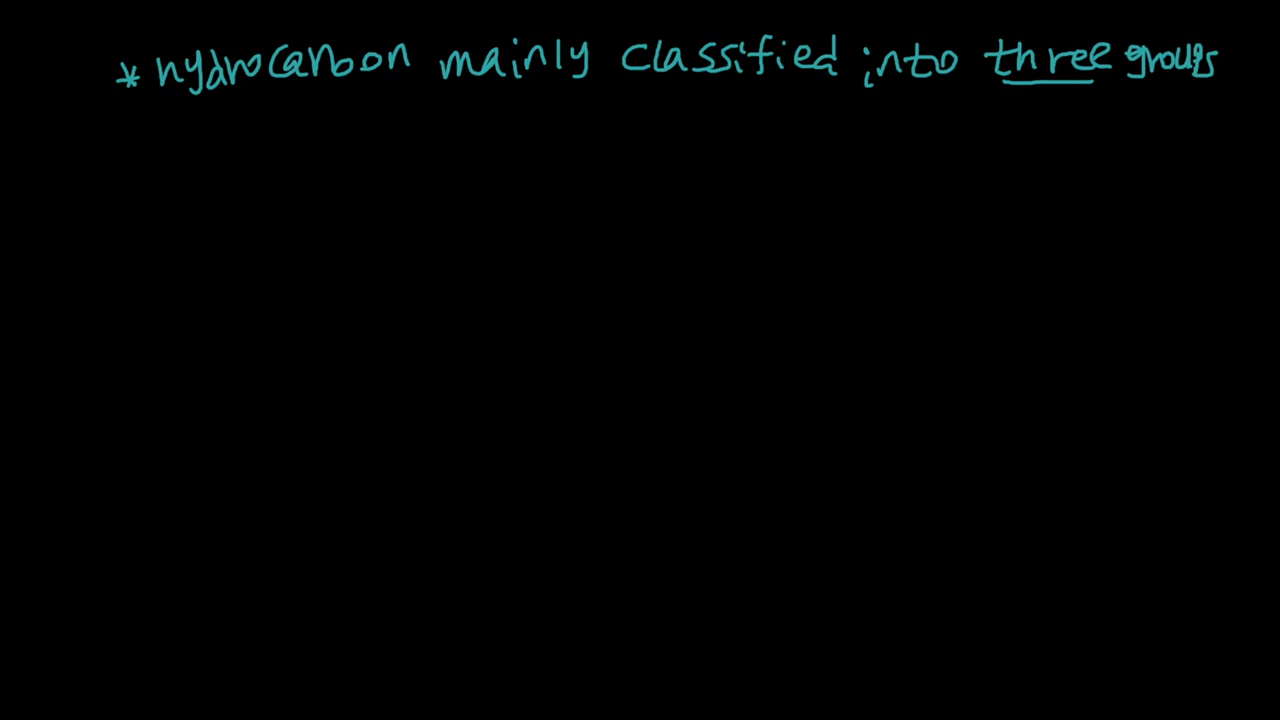 * hydrocarbon mainly classified into three groups